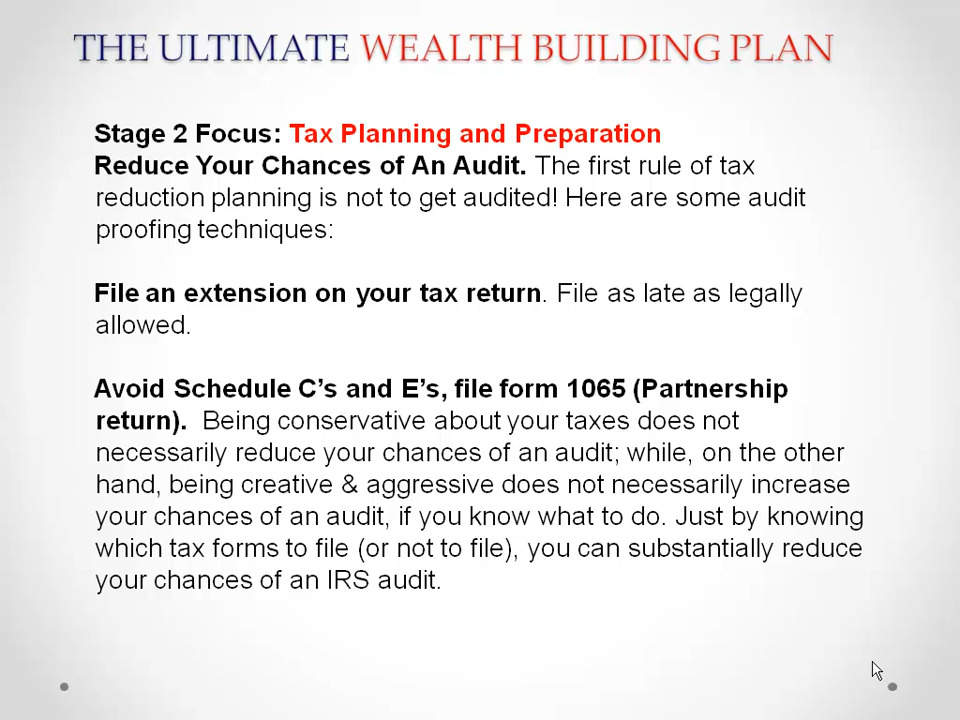 THE ULTIMATE WEALTH BUILDING PLAN
Stage 2 Focus: Tax Planning and Preparation
Reduce Your Chances of An Audit. The first rule of tax
reduction planning is not to get audited! Here are some audit
proofing techniques:
File an extension on your tax return. File as late as legally
allowed.
Avoid Schedule C’s and E’s, file form 1065 (Partnership
return).  Being conservative about your taxes does not
necessarily reduce your chances of an audit; while, on the other
hand, being creative & aggressive does not necessarily increase
your chances of an audit, if you know what to do. Just by knowing
which tax forms to file (or not to file), you can substantially reduce
your chances of an IRS audit.